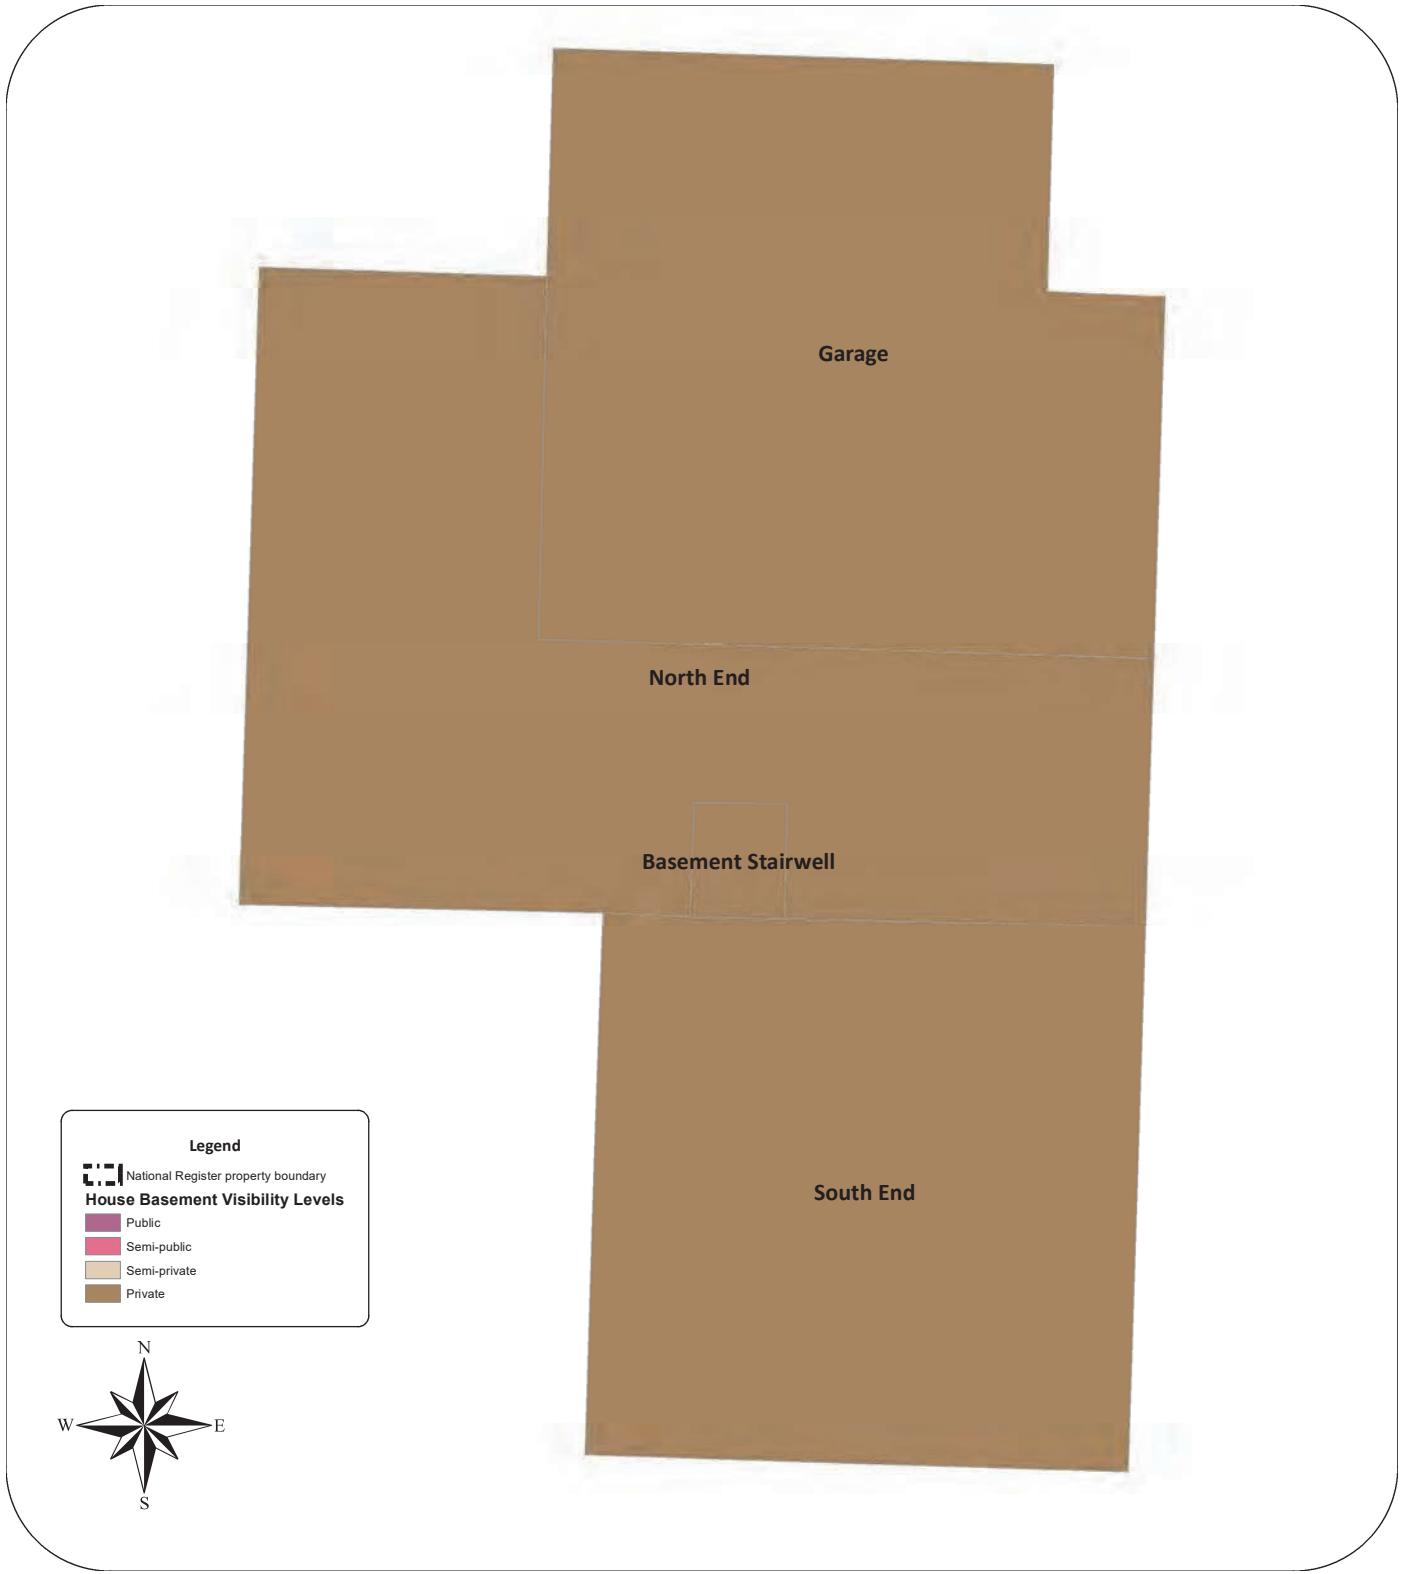 Garage
North End
Basement Stairwell
South End
Legend
National Register property boundary
House Basement Visibility Levels
Public
Semi-public
Semi-private
Private
N
W E
S